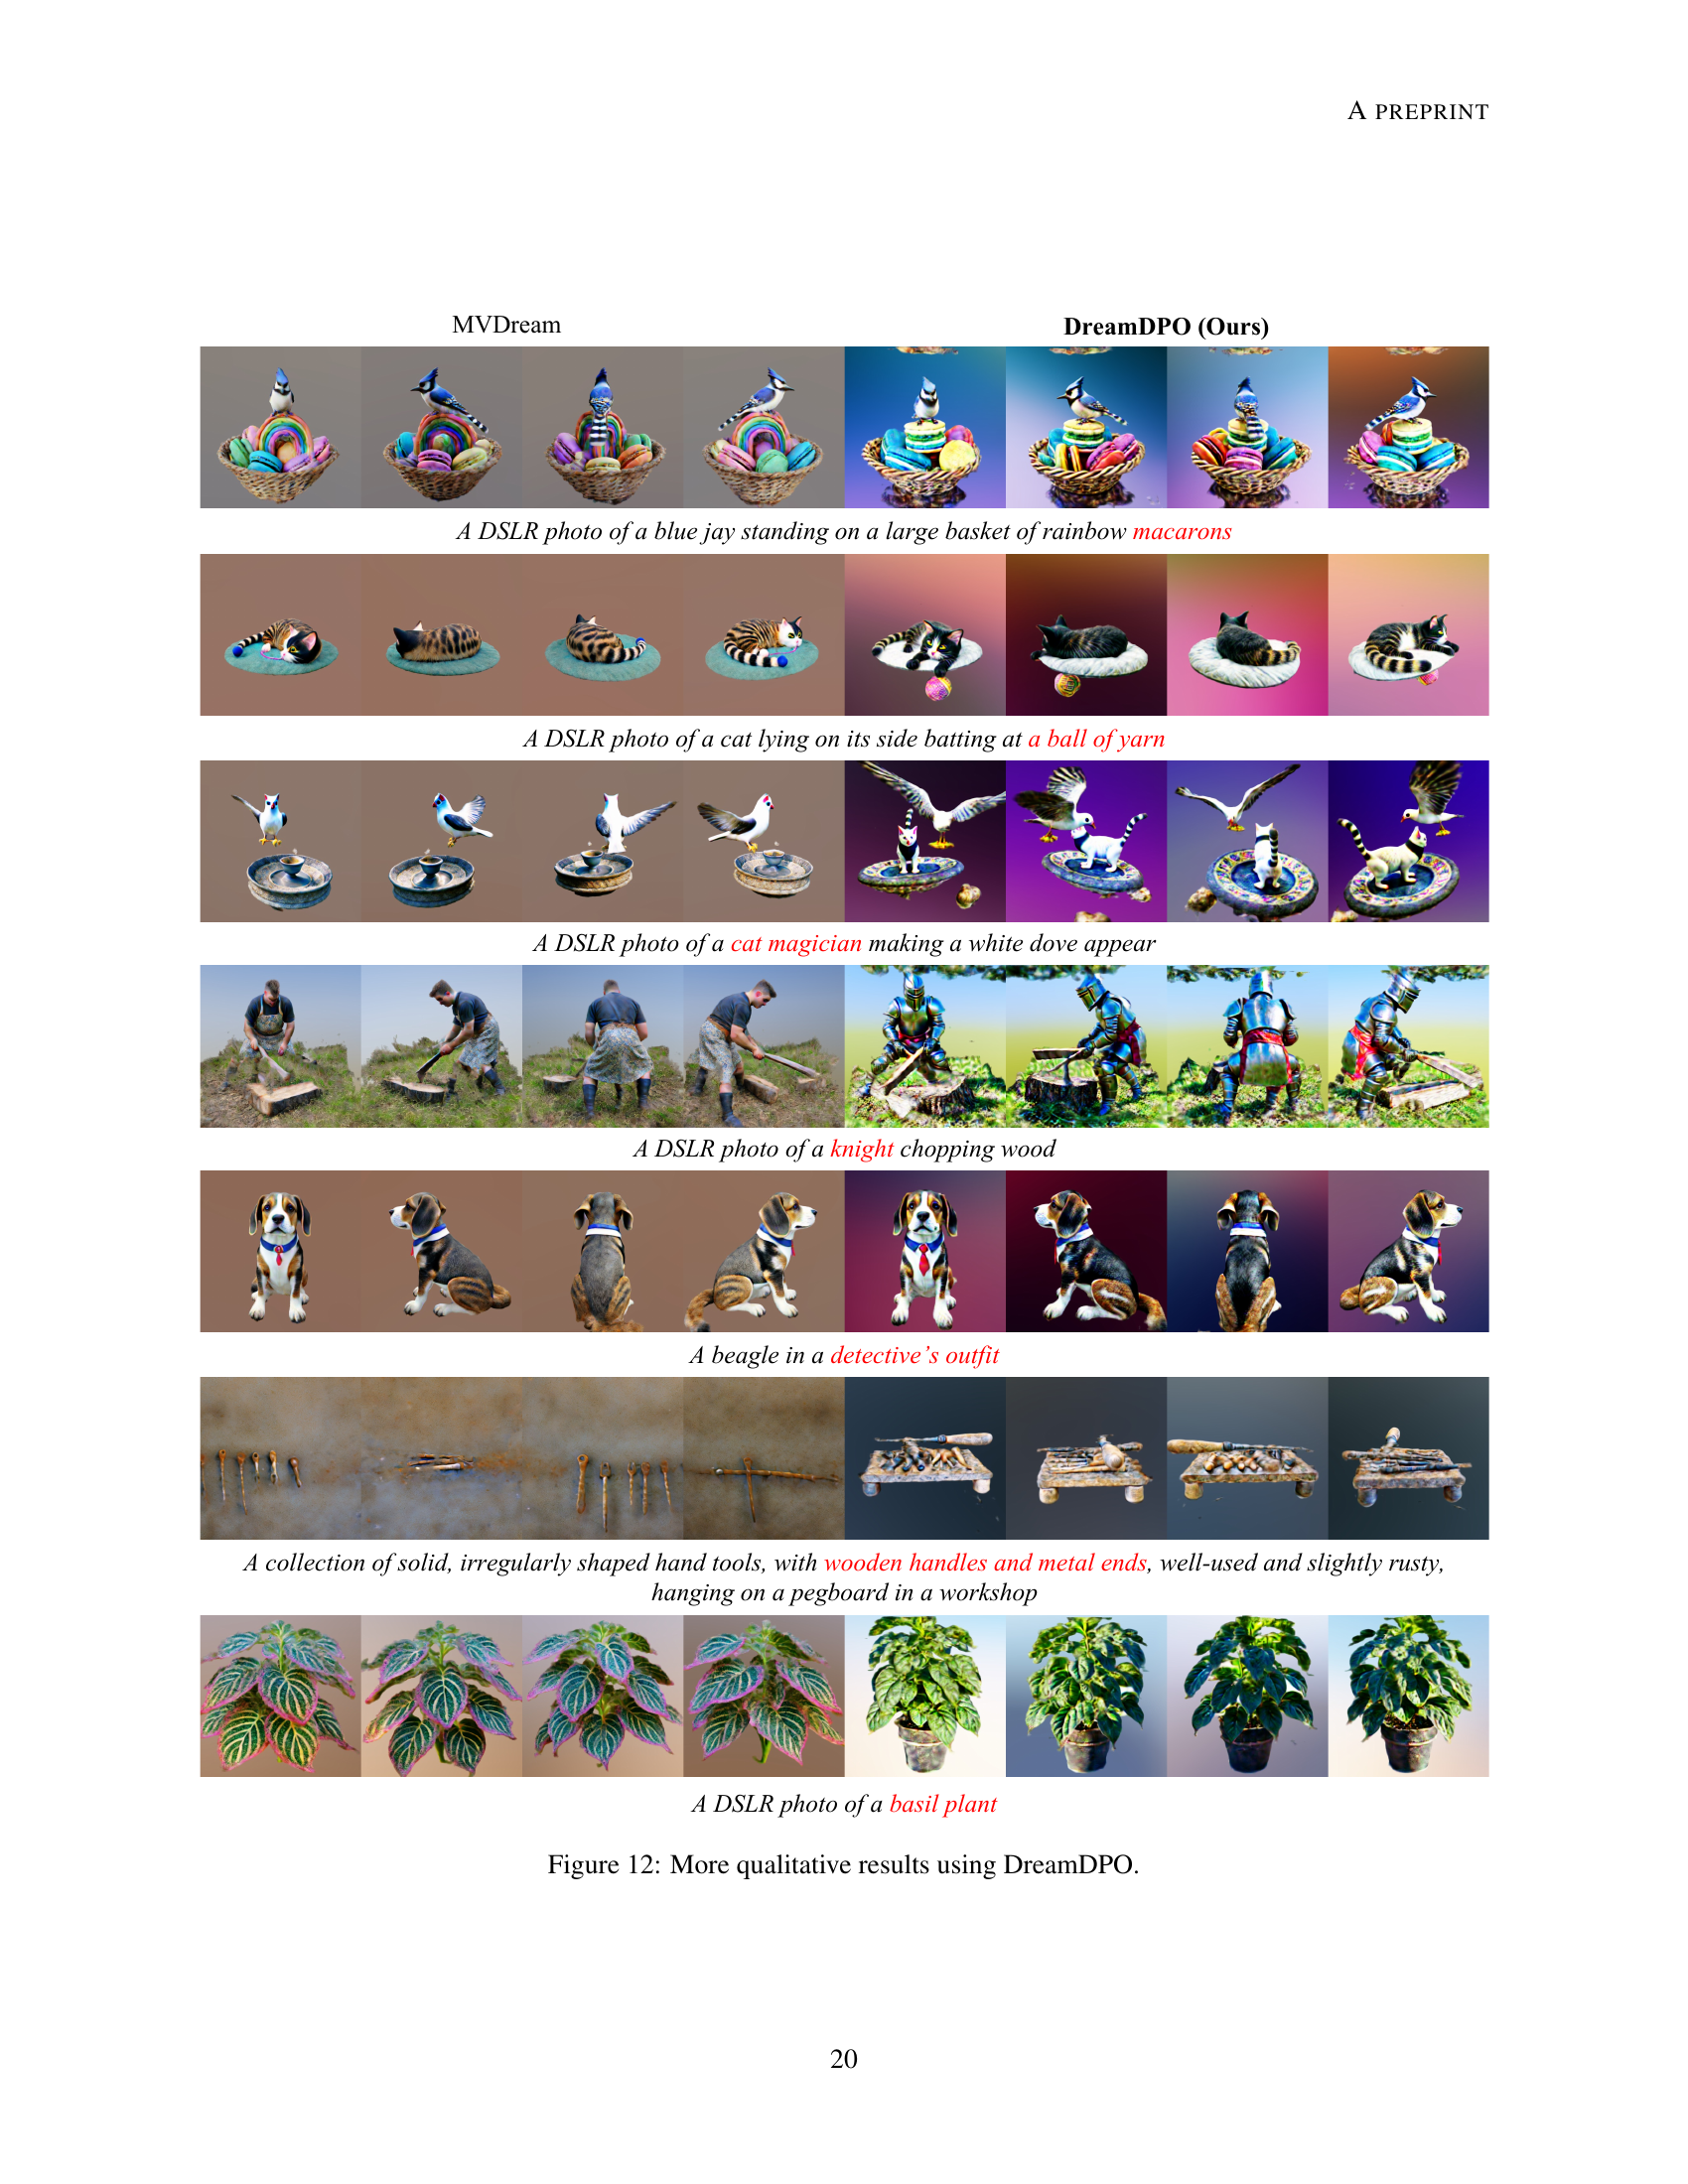 A PREPRINT
MVDream
DreamDPO (Ours)
A DSLR photo of a blue jay standing on a large basket of rainbow macarons
A DSLR photo of a cat lying on its side batting at a ball of yarn
A DSLR photo of a cat magician making a white dove appear
A DSLR photo of a knight chopping wood
A beagle in a detective’s outfit
A collection of solid, irregularly shaped hand tools, with wooden handles and metal ends, well-used and slightly rusty,
hanging on a pegboard in a workshop
A DSLR photo of a basil plant
Figure 12: More qualitative results using DreamDPO.
20